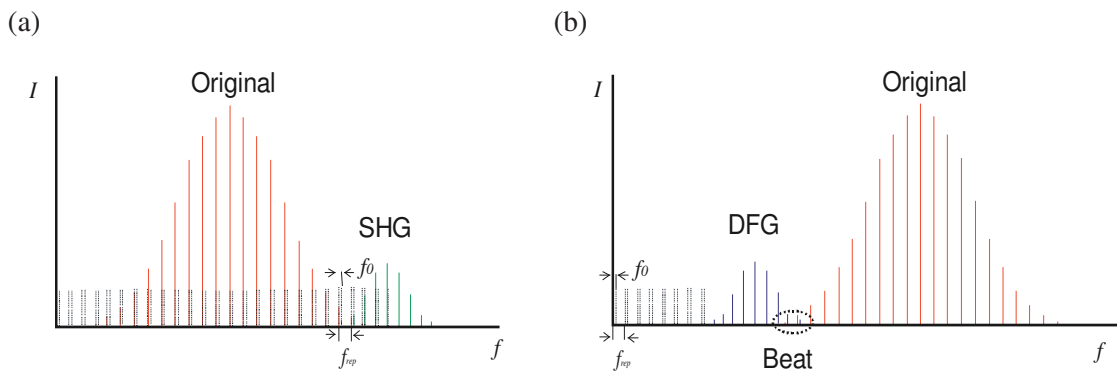 (a)
I
Original
SHG
f0
frep
f
(b)
I
Original
DFG
f0
frep
Beat
f